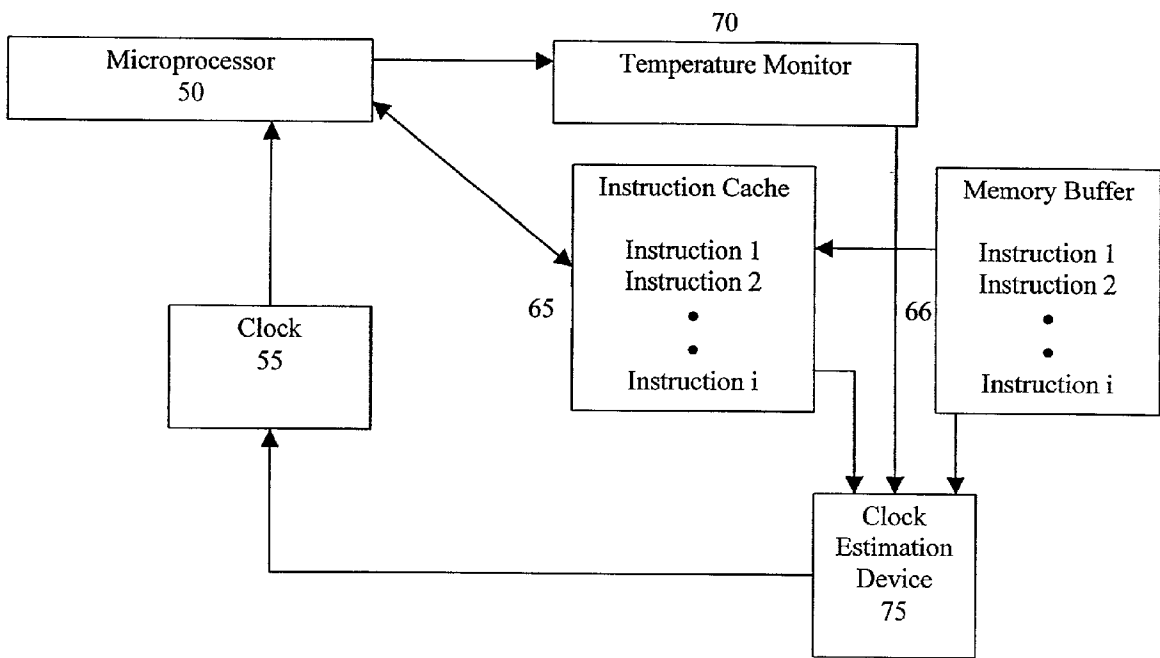 70
Microprocessor
50
Temperature Monitor
Instruction Cache
Instruction 1
Instruction 2
Instruction i
65
Memory Buffer
Instruction 1
Instruction 2
Instruction i
66
Clock
55
Clock
Estimation
Device
75